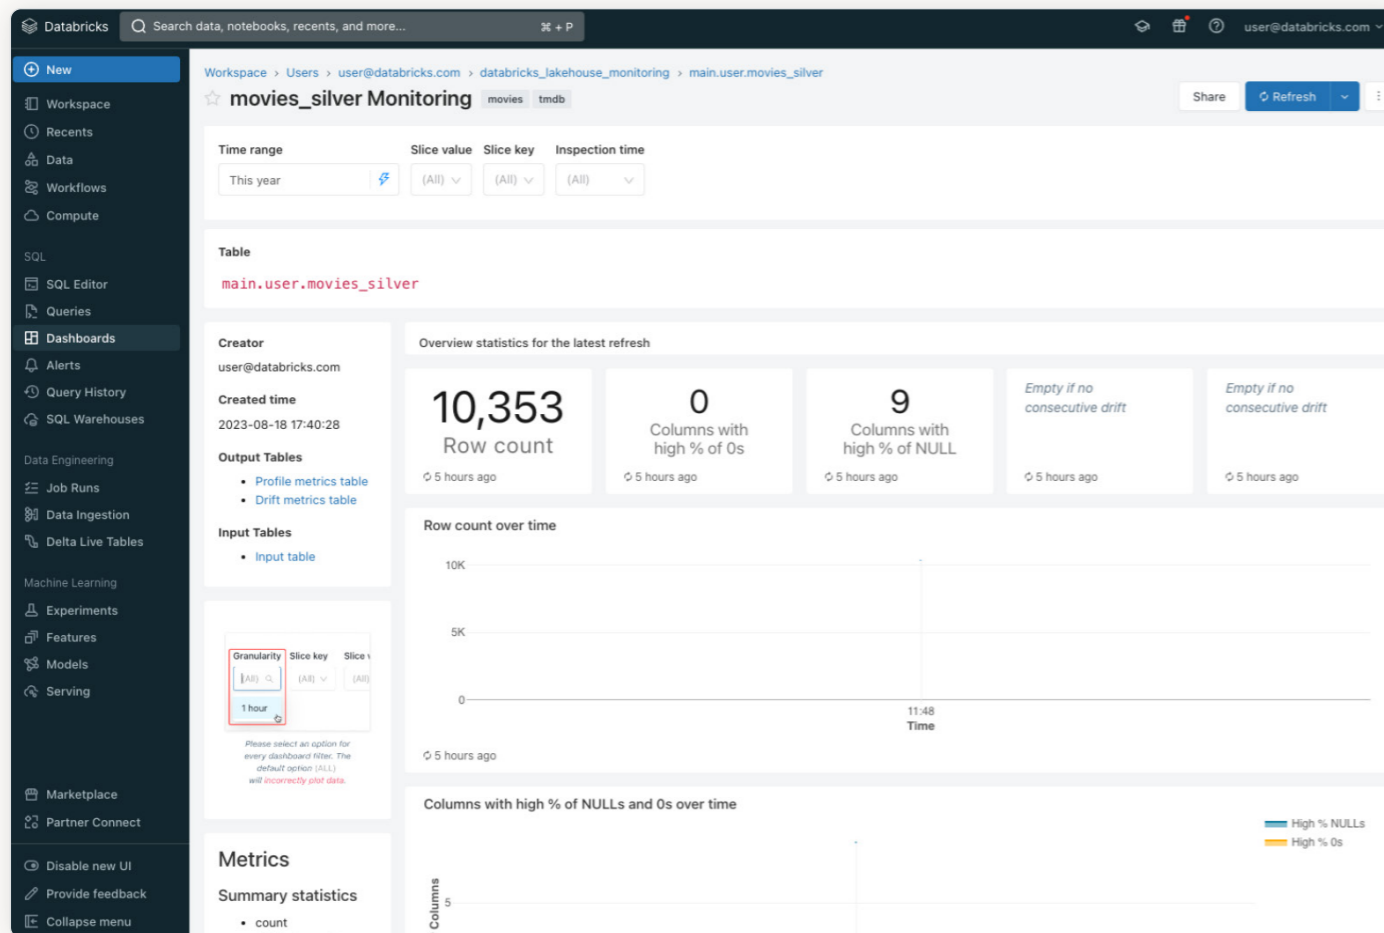 Databricks
Search data, notebooks, recents, and more...
⌘ + P
user@databricks.com
New
Workspace
Recents
Data
Workflows
Compute
SQL
SQL Editor
Queries
Dashboards
Alerts
Query History
SQL Warehouses
Data Engineering
Job Runs
Data Ingestion
Delta Live Tables
Machine Learning
Experiments
Features
Models
Serving
Marketplace
Partner Connect
Disable new UI
Provide feedback
Collapse menu
Workspace > Users > user@databricks.com > databricks_lakehouse_monitoring > main.user.movies_silver
movies_silver Monitoring movies tmdb
Share Refresh
Time range Slice value Slice key Inspection time
This year (All) (All) (All)
Table
main.user.movies_silver
Creator
user@databricks.com
Created time
2023-08-18 17:40:28
Output Tables
• Profile metrics table
• Drift metrics table
Input Tables
• Input table
Granularity Slice key Slice
(All) (All) (All)
1 hour
Please select an option for
every dashboard filter. The
default option (ALL)
will incorrectly plot data.
Metrics
Summary statistics
• count
Overview statistics for the latest refresh
10,353
Row count
5 hours ago
0
Columns with
high % of 0s
5 hours ago
9
Columns with
high % of NULL
5 hours ago
Empty if no
consecutive drift
5 hours ago
Empty if no
consecutive drift
5 hours ago
Row count over time
10K
5K
0
11:48
Time
5 hours ago
Columns with high % of NULLs and 0s over time
High % NULLs
High % 0s
5
Columns